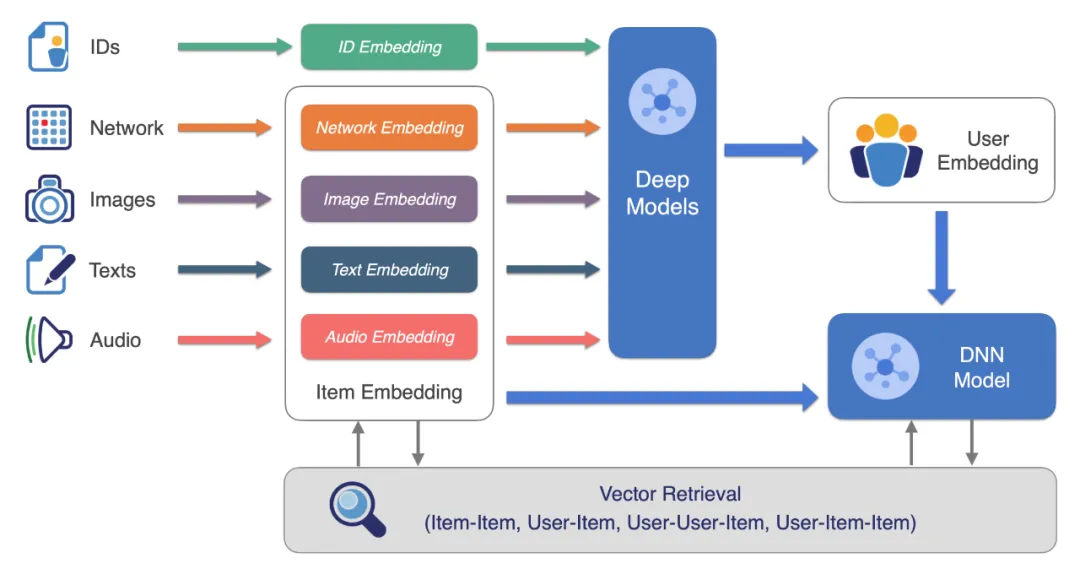 IDs
ID Embedding
Network
Network Embedding
Images
Image Embedding
Texts
Text Embedding
Audio
Audio Embedding
Item Embedding
Deep
Models
User
Embedding
DNN
Model
Vector Retrieval
(Item-Item, User-Item, User-User-Item, User-Item-Item)